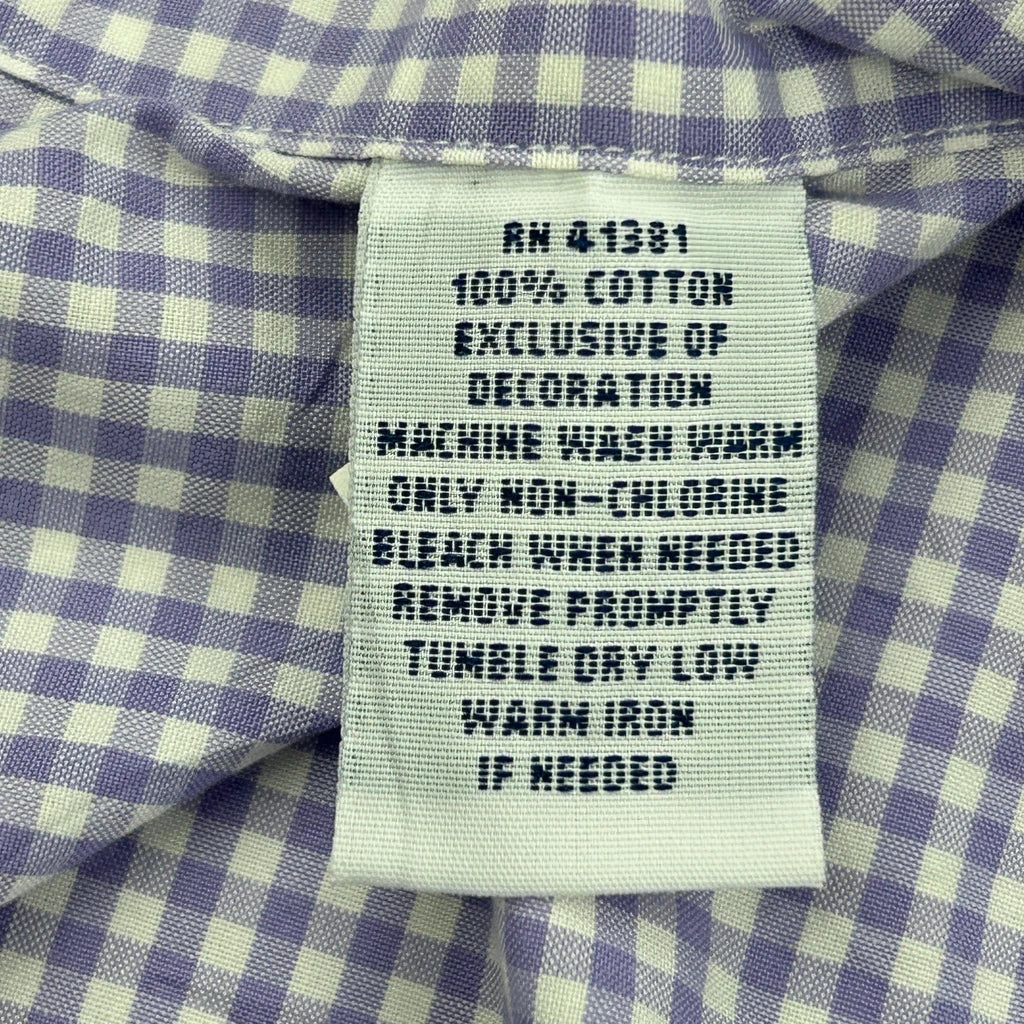 RN 41381
100% COTTON
EXCLUSIVE OF
DECORATION
MACHINE WASH WARM
ONLY NON-CHLORINE
BLEACH WHEN NEEDED
REMOVE PROMPTLY
TUMBLE DRY LOW
WARM IRON
IF NEEDED